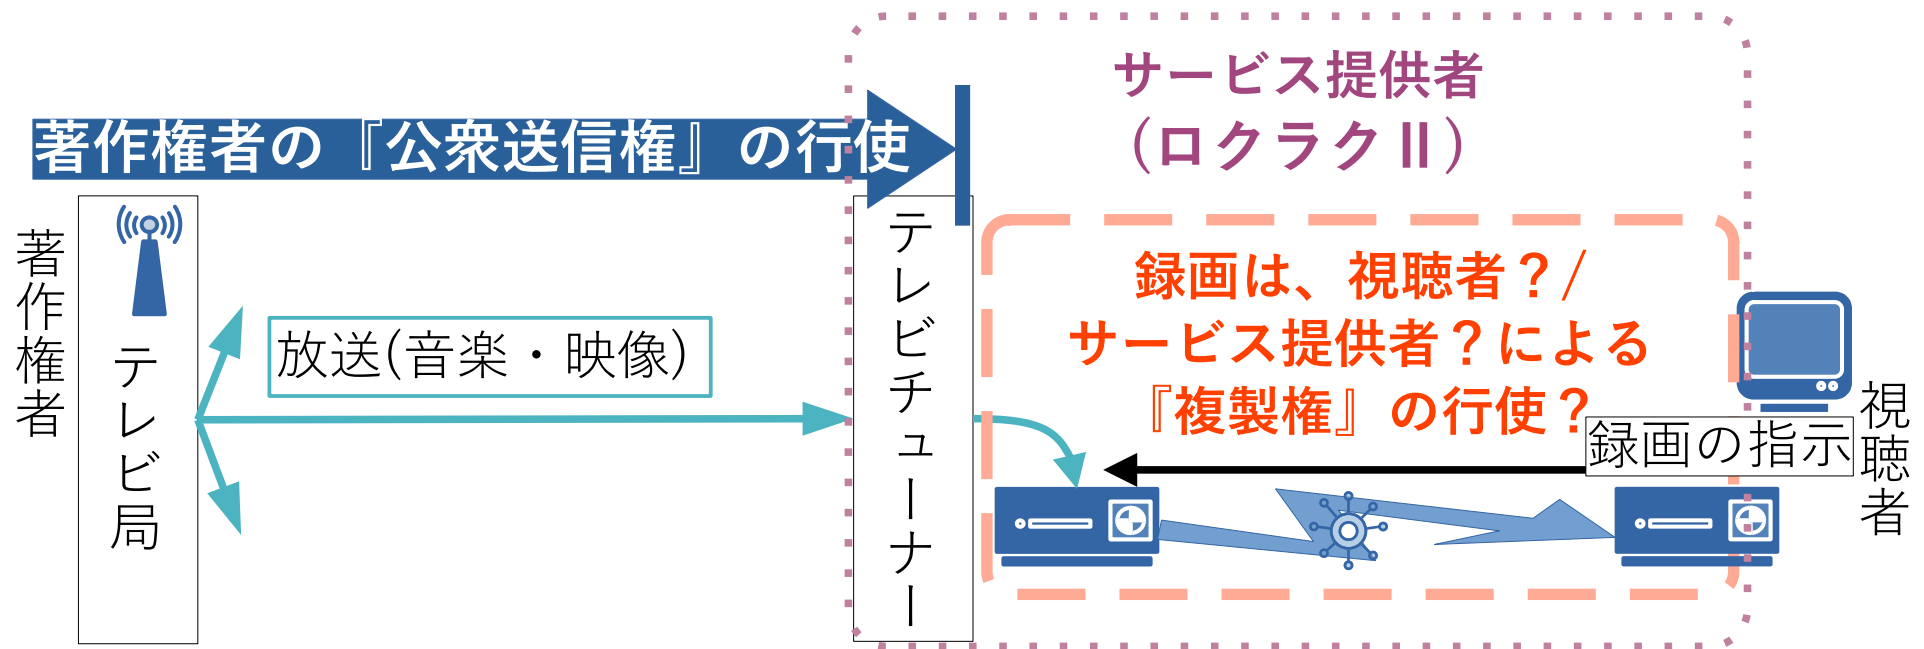 サービス提供者
(ロクラクⅡ)
著作権者の『公衆送信権』の行使
著作権者
テレビ局
放送(音楽・映像)
テレビチューナー
録画は、視聴者？/
サービス提供者？による
『複製権』の行使？
録画の指示
視聴者